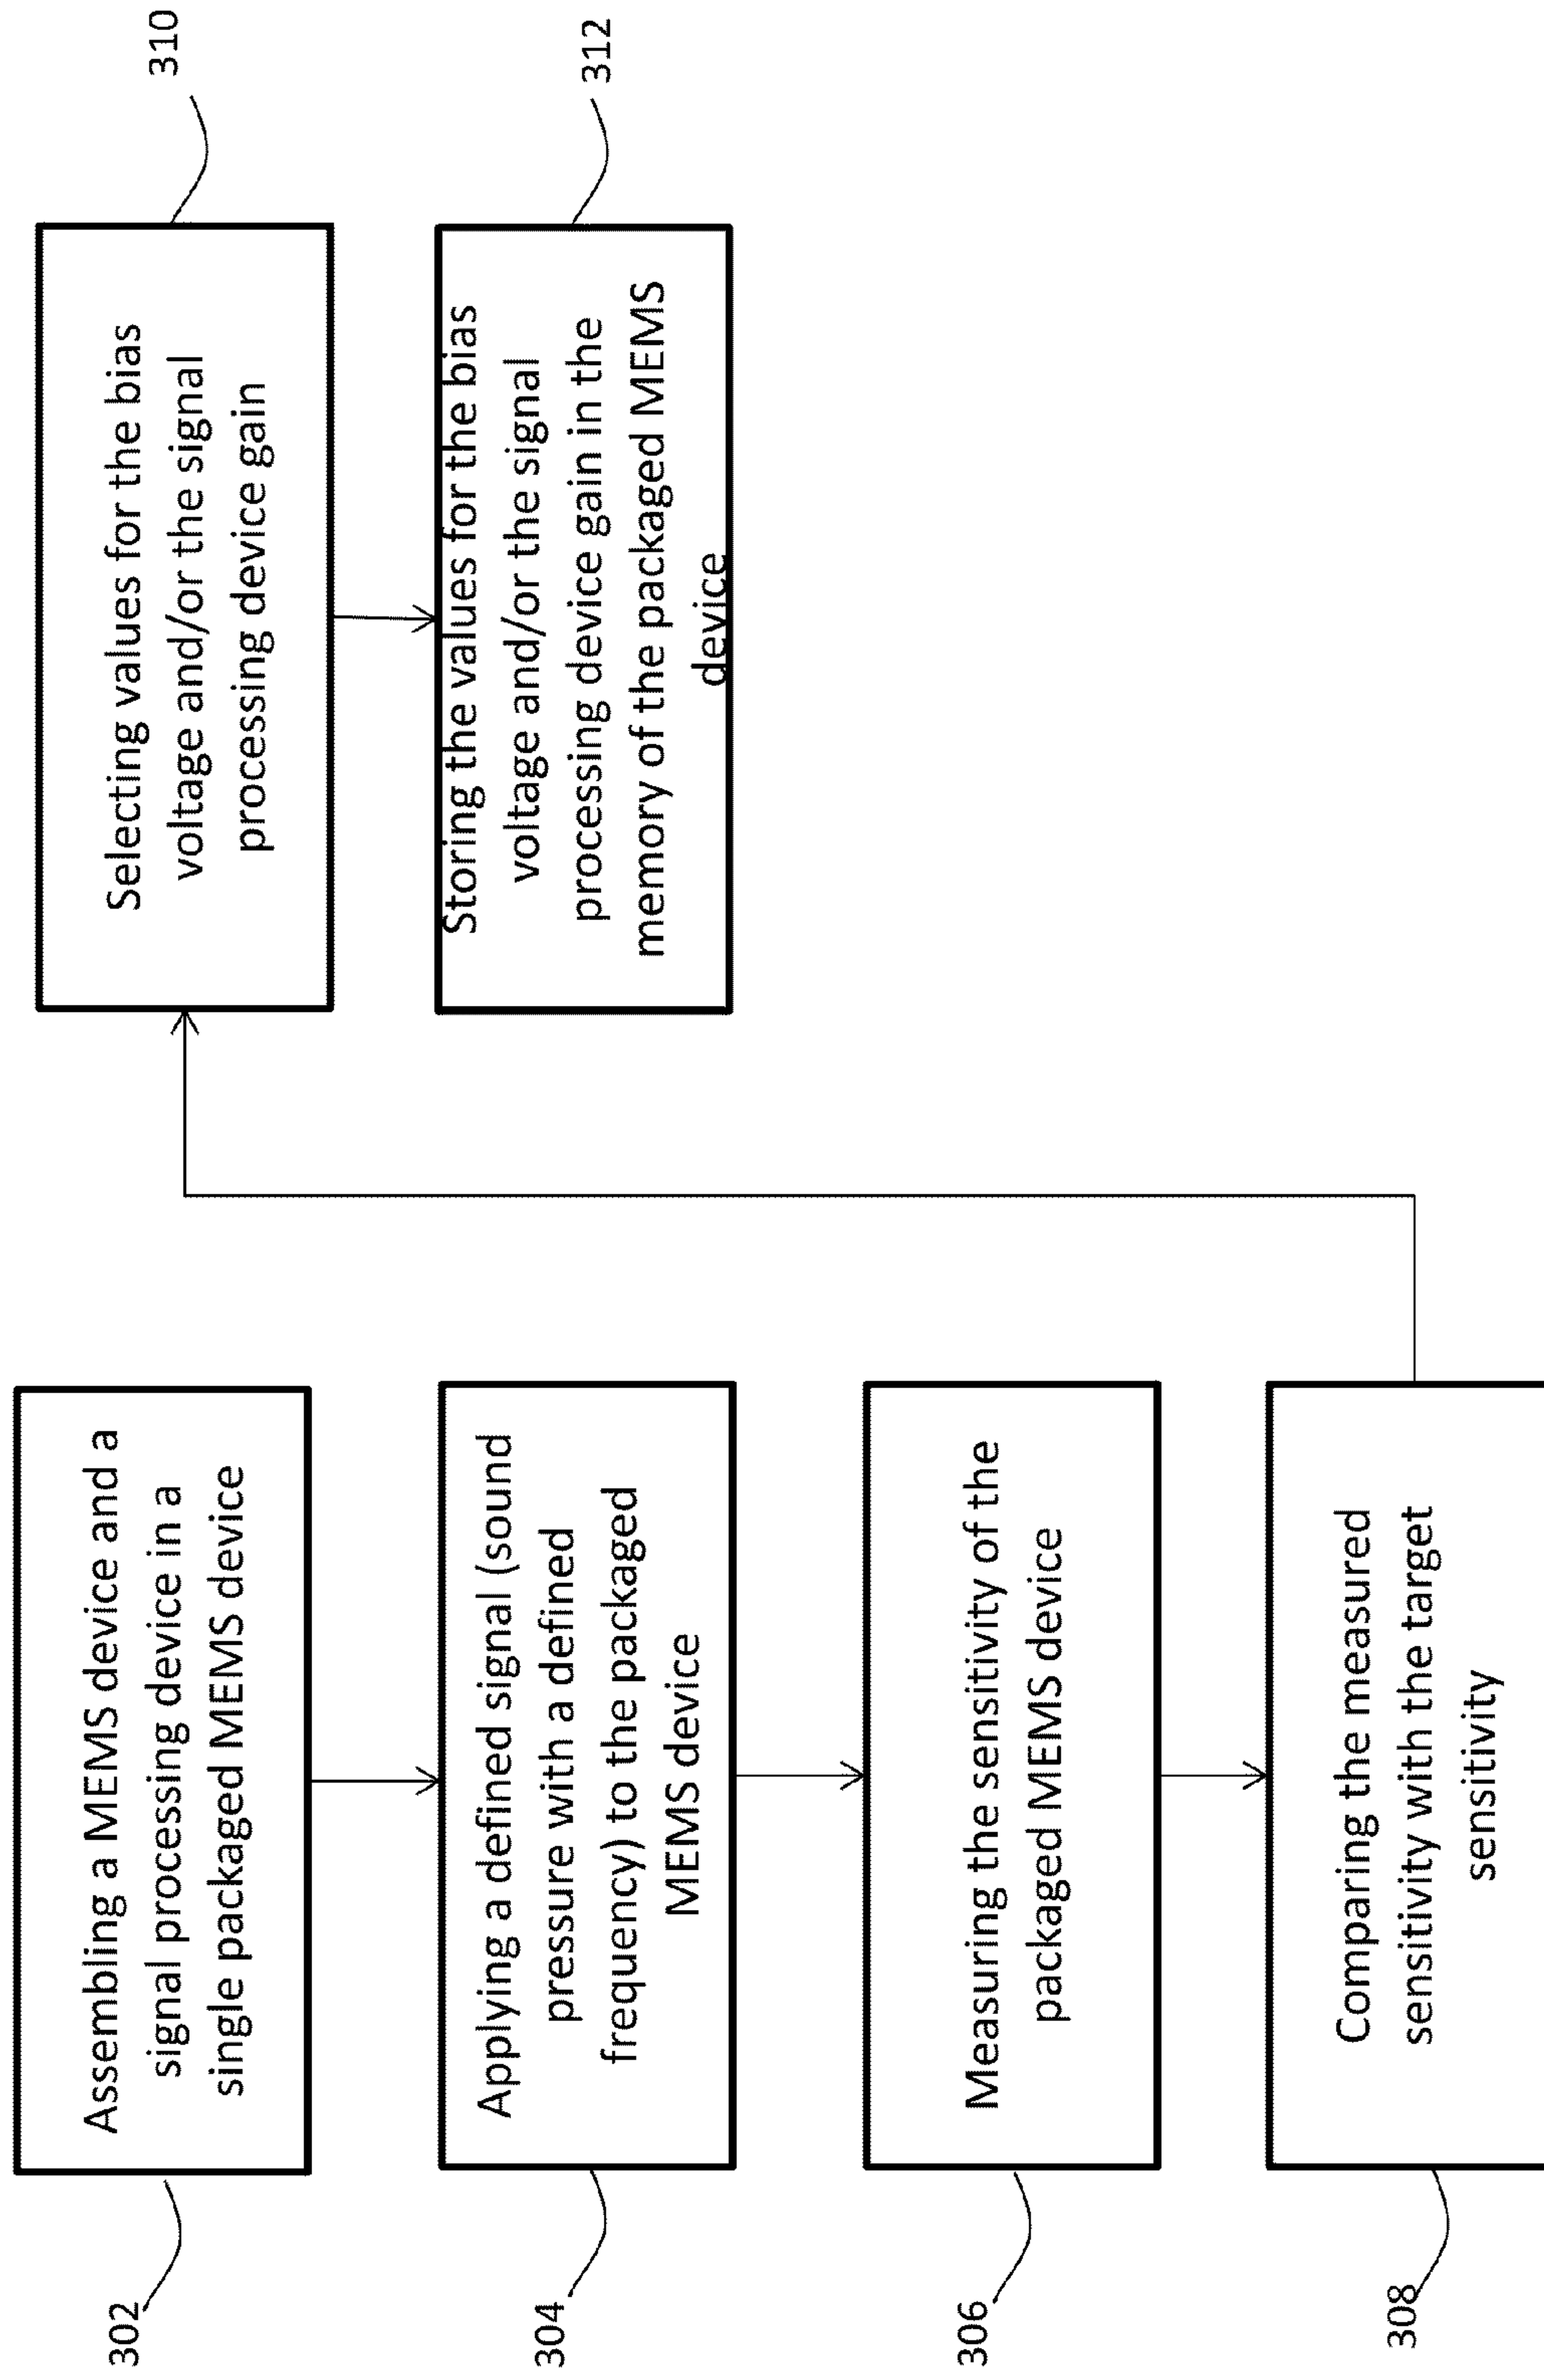 302
Assembling a MEMS device and a
signal processing device in a
single packaged MEMS device
304
Applying a defined signal (sound
pressure with a defined
frequency) to the packaged
MEMS device
306
Measuring the sensitivity of the
packaged MEMS device
308
Comparing the measured
sensitivity with the target
sensitivity
Selecting values for the bias
voltage and/or the signal
processing device gain
310
Storing the values for the bias
voltage and/or the signal
processing device gain in the
memory of the packaged MEMS
device
312